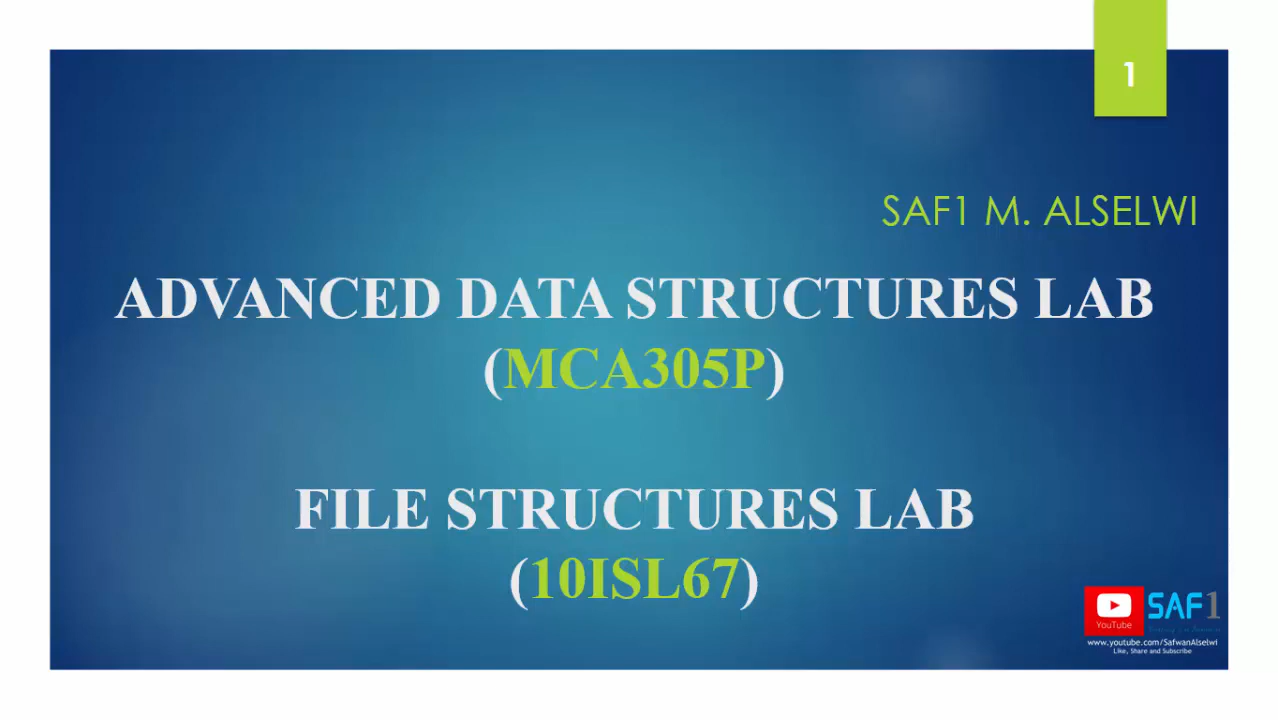 1
SAF1 M. ALSELWI
ADVANCED DATA STRUCTURES LAB
(MCA305P)
FILE STRUCTURES LAB
(10ISL67)
YouTube
SAF1
www.youtube.com/SafwanAlselwi
Like, Share and Subscribe